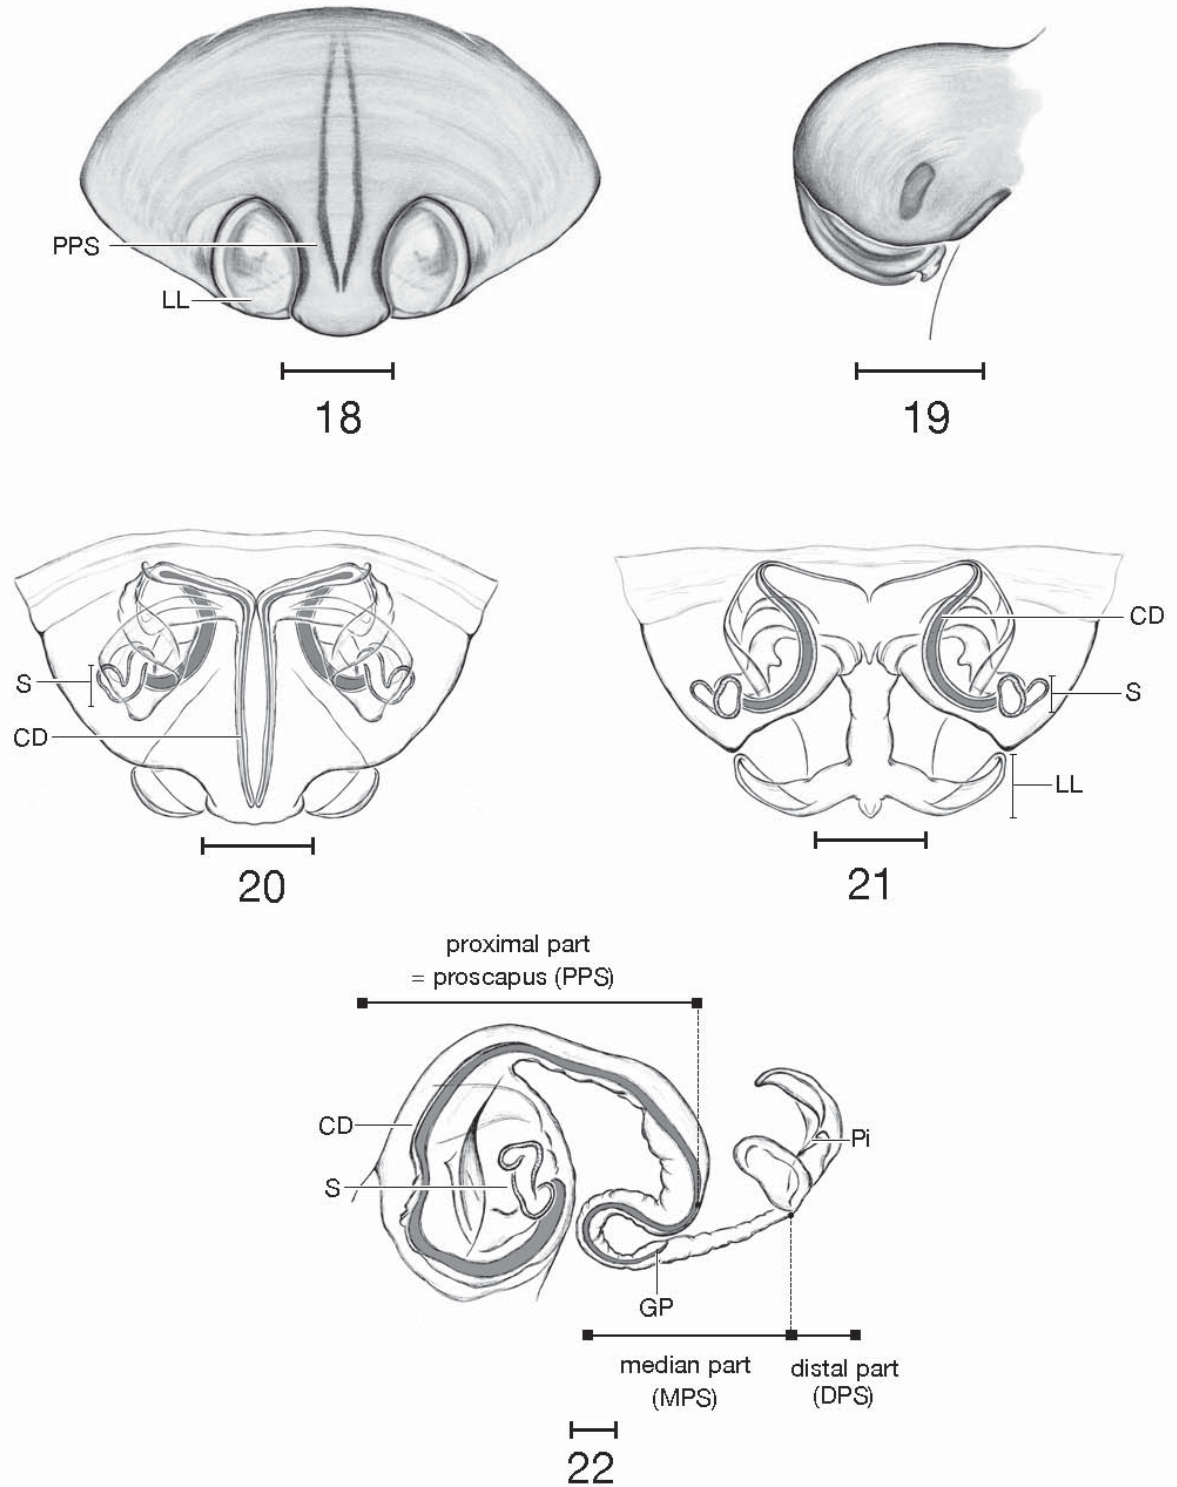 PPS
LL
18
19
S
CD
20
CD
S
LL
21
proximal part
= proscapus (PPS)
CD
S
Pi
GP
median part
(MPS)
distal part
(DPS)
22